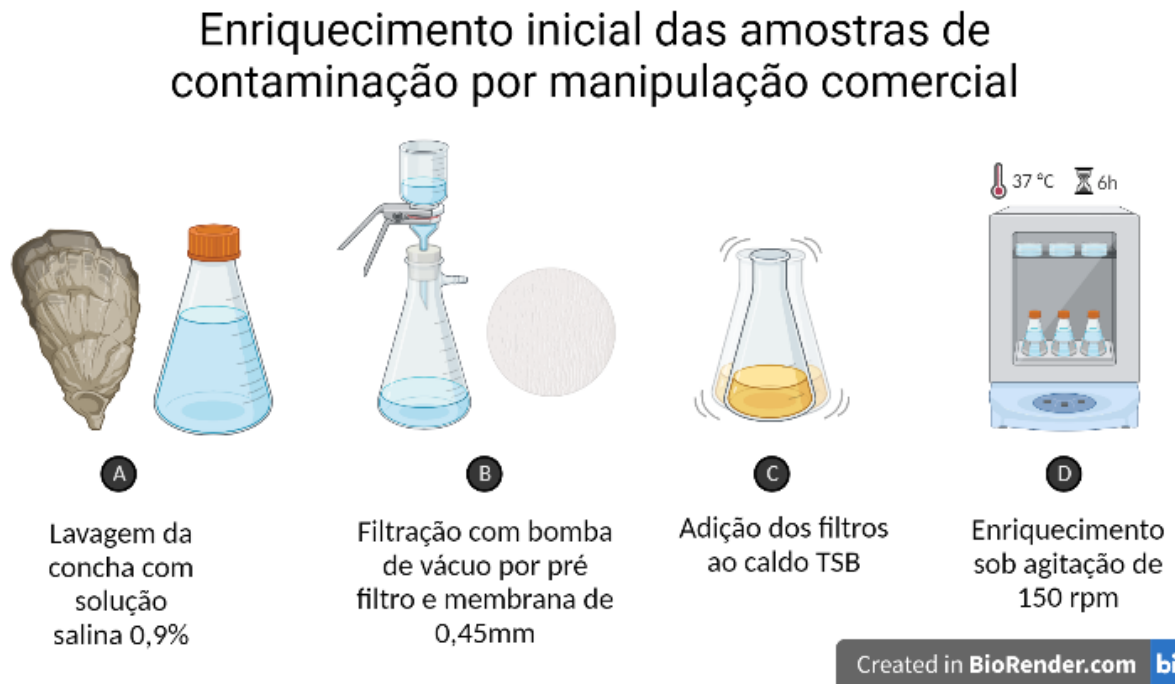 Enriquecimento inicial das amostras de
contaminação por manipulação comercial
37 ºC
6h
A
B
C
D
Lavagem da
concha com
solução
salina 0,9%
Filtração com bomba
de vácuo por pré
filtro e membrana de
0,45mm
Adição dos filtros
ao caldo TSB
Enriquecimento
sob agitação de
150 rpm
Created in BioRender.com bi